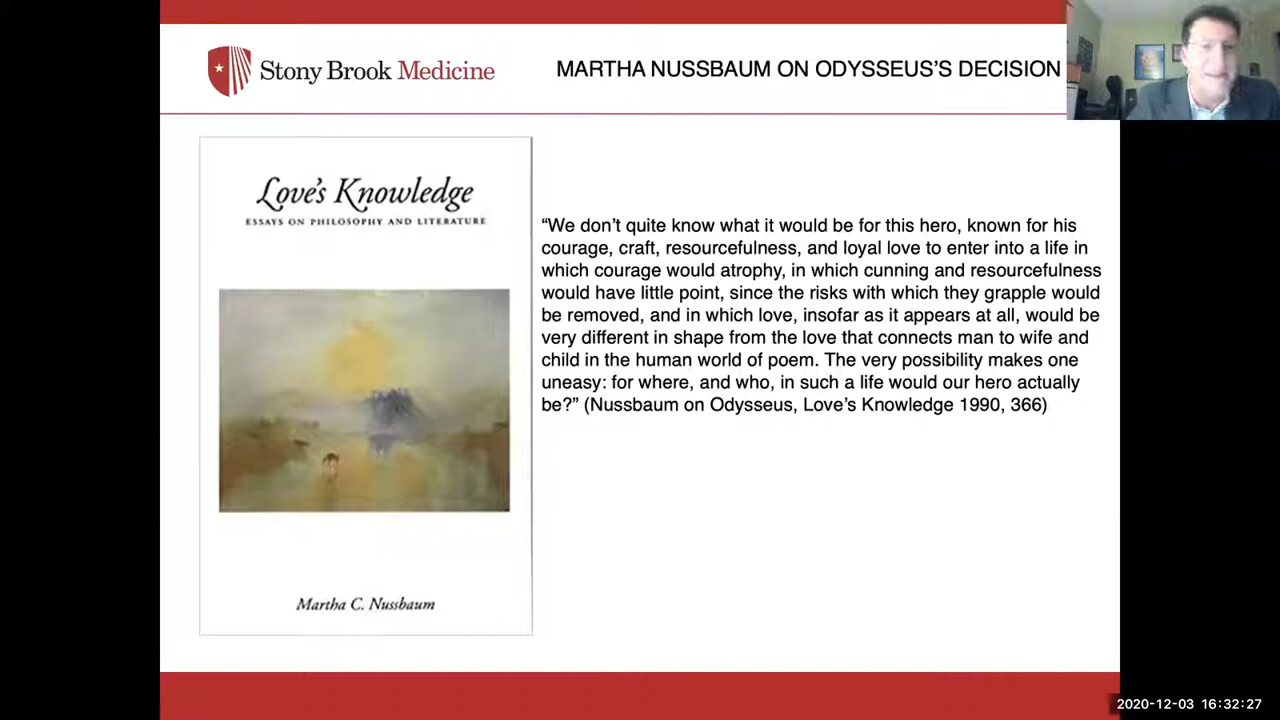 Stony Brook Medicine
MARTHA NUSSBAUM ON ODYSSEUS'S DECISION
Love's Knowledge
ESSAYS ON PHILOSOPHY AND LITERATURE
Martha C. Nussbaum
“We don’t quite know what it would be for this hero, known for his
courage, craft, resourcefulness, and loyal love to enter into a life in
which courage would atrophy, in which cunning and resourcefulness
would have little point, since the risks with which they grapple would
be removed, and in which love, insofar as it appears at all, would be
very different in shape from the love that connects man to wife and
child in the human world of poem. The very possibility makes one
uneasy: for where, and who, in such a life would our hero actually
be?” (Nussbaum on Odysseus, Love’s Knowledge 1990, 366)
2020-12-03 16:32:27